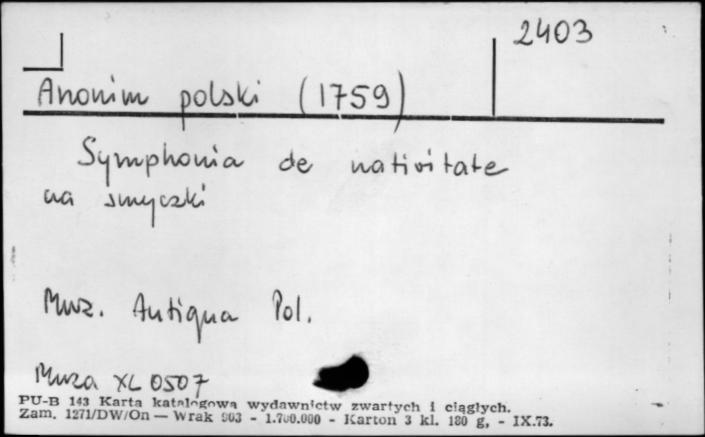 2403
Anonim polski (1759)
Symphonia de nativitate
na smyczki
Muz. Antiqua Pol.
Muza XL 0507
PU-B 143 Karta katalogowa wydawnictw zwartych i ciągłych.
Zam. 1271/DW/On — Wrak 903 - 1.700.000 - Karton 3 kl. 180 g, - IX.73.